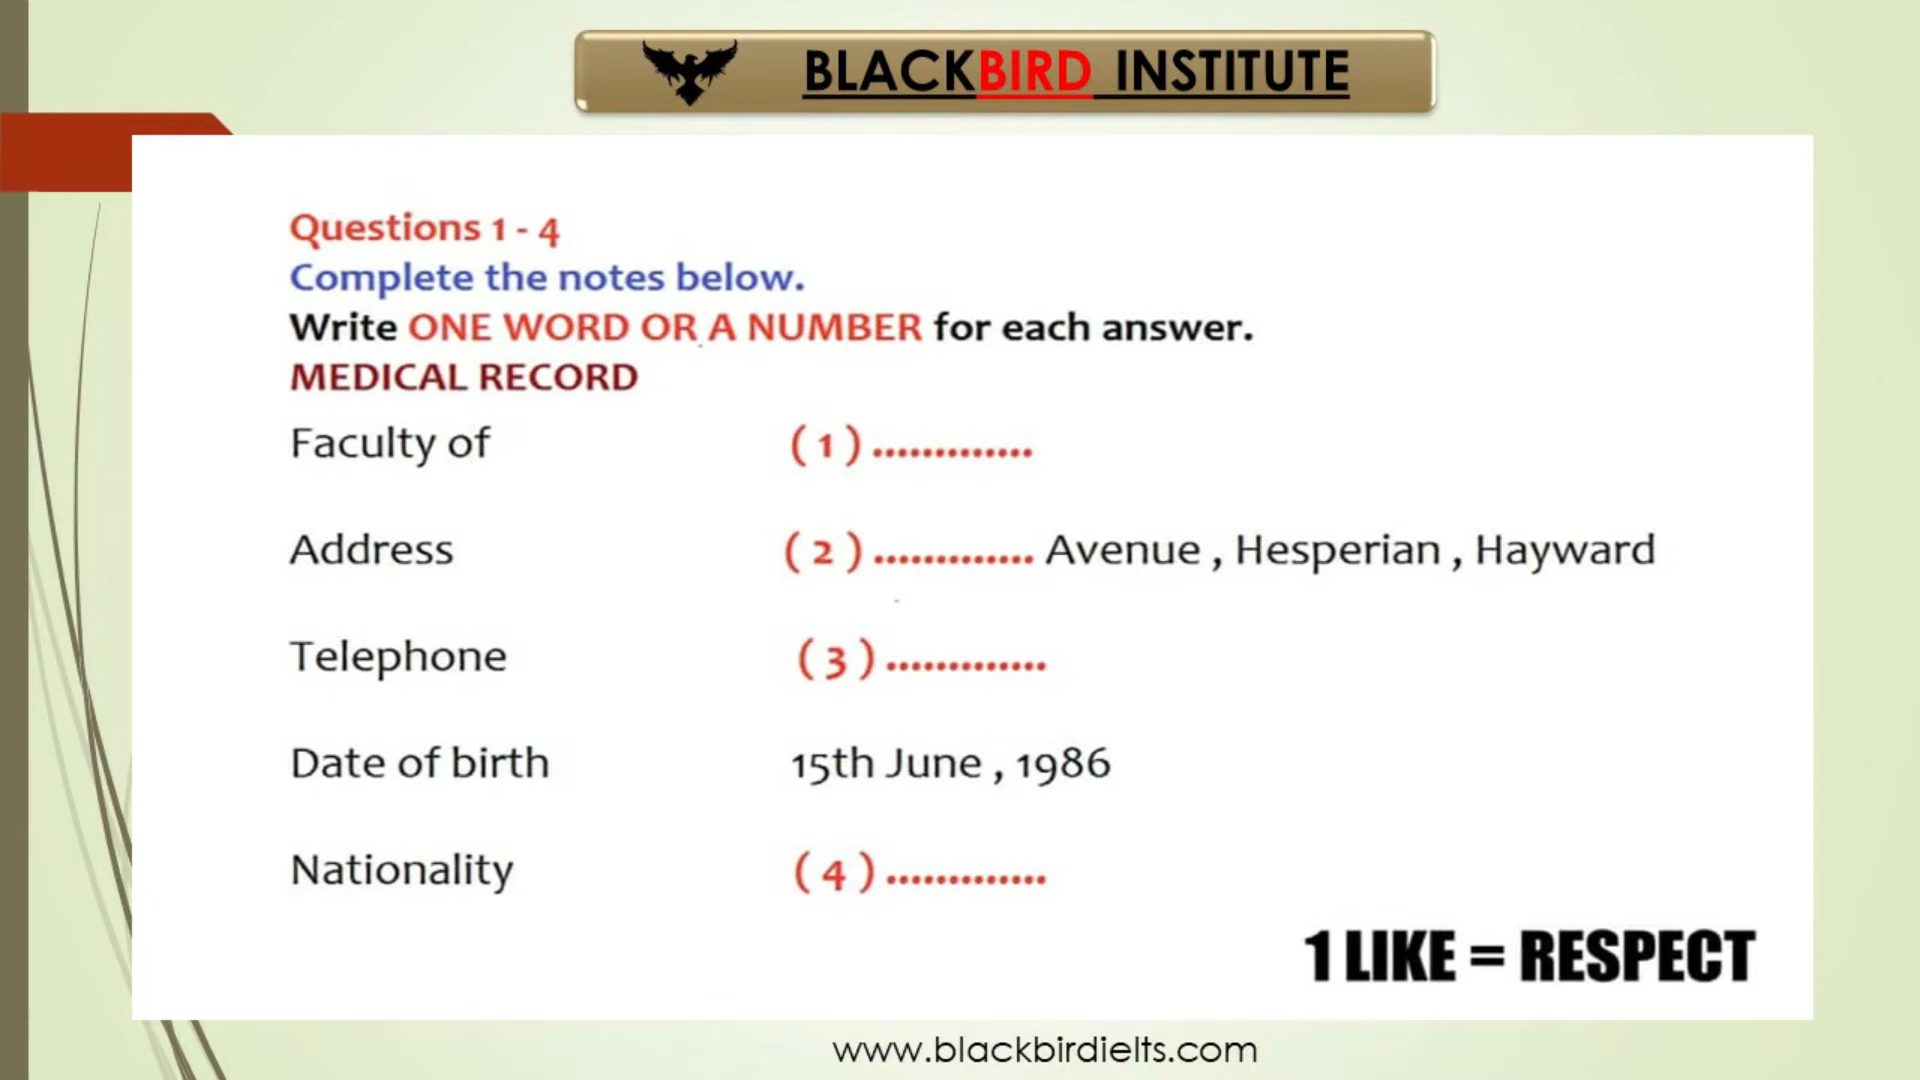 BLACKBIRD INSTITUTE
Questions 1 - 4
Complete the notes below.
Write ONE WORD OR A NUMBER for each answer.
MEDICAL RECORD
Faculty of ( 1 ) .............
Address ( 2 ) ............. Avenue , Hesperian , Hayward
Telephone ( 3 ) .............
Date of birth 15th June , 1986
Nationality ( 4 ) .............
1 LIKE = RESPECT
www.blackbirdielts.com